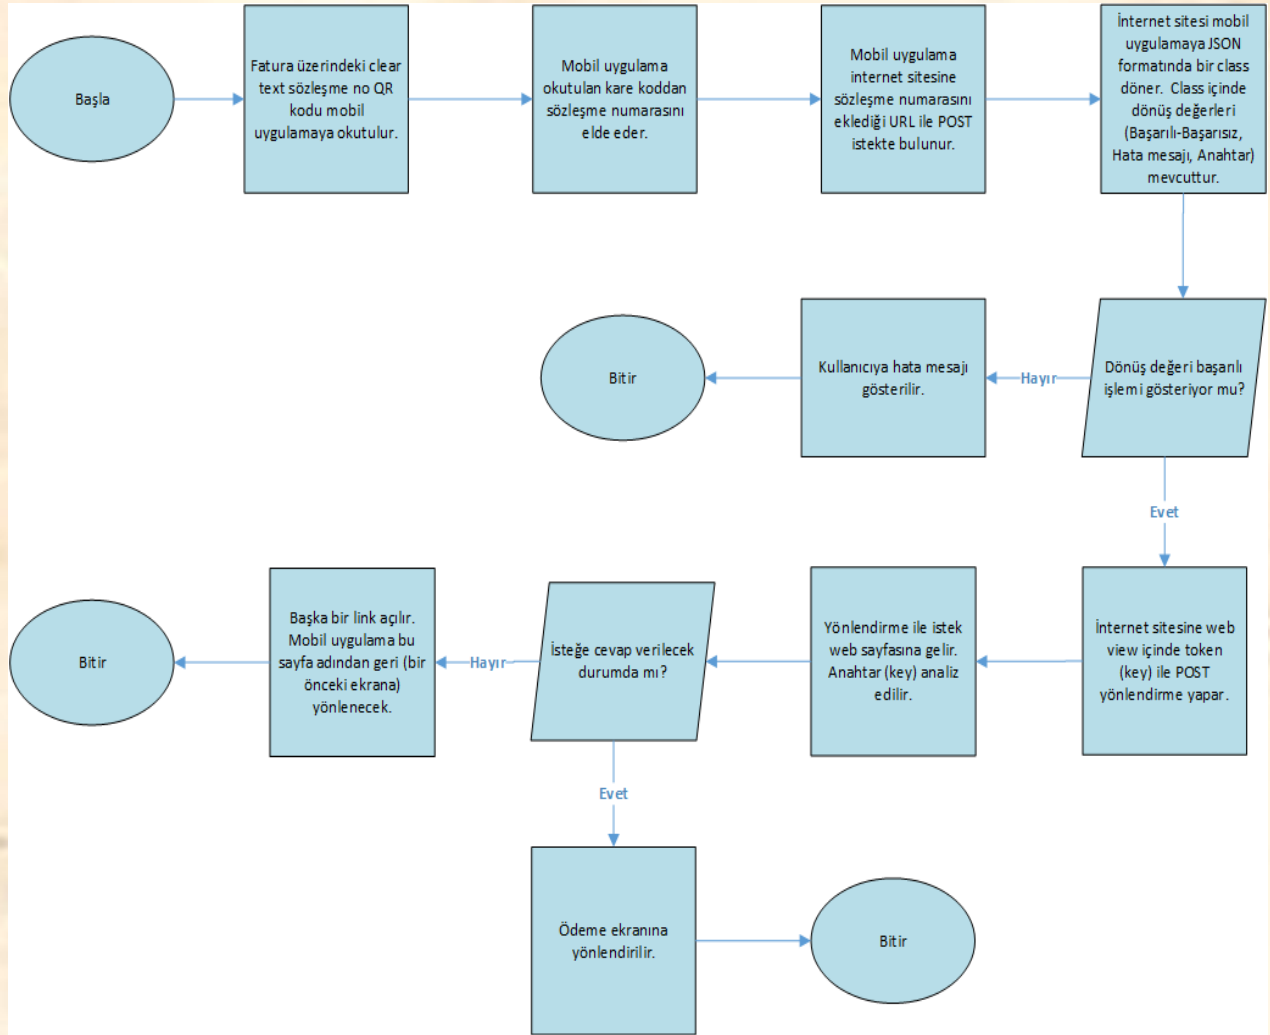 Başla
Fatura üzerindeki clear
text sözleşme no QR
kodu mobil
uygulamaya okutulur.
Mobil uygulama
okutulan kare koddan
sözleşme numarasını
elde eder.
Mobil uygulama
internet sitesine
sözleşme numarasını
eklediği URL ile POST
istekte bulunur.
İnternet sitesi mobil
uygulamaya JSON
formatında bir class
döner. Class içinde
dönüş değerleri
(Başarılı-Başarısız,
Hata mesajı, Anahtar)
mevcuttur.
Dönüş değeri başarılı
işlemi gösteriyor mu?
Hayır
Kullanıcıya hata mesajı
gösterilir.
Bitir
Evet
İnternet sitesine web
view içinde token
(key) ile POST
yönlendirme yapar.
Yönlendirme ile istek
web sayfasına gelir.
Anahtar (key) analiz
edilir.
İsteğe cevap verilecek
durumda mı?
Hayır
Başka bir link açılır.
Mobil uygulama bu
sayfa adından geri (bir
önceki ekrana)
yönlenecek.
Bitir
Evet
Ödeme ekranına
yönlendirilir.
Bitir